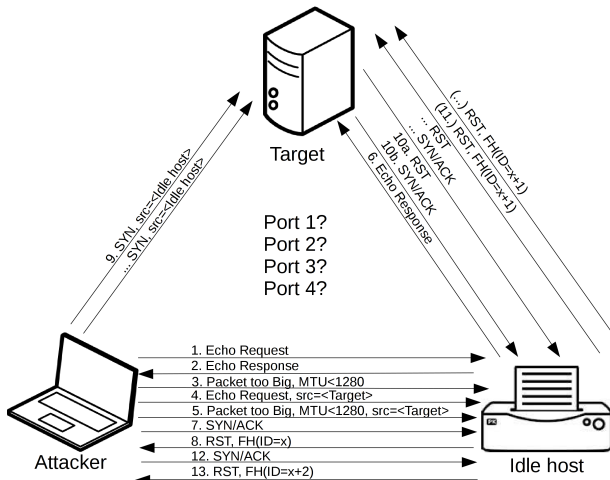 Target
9. SYN, src=<Idle host>
... SYN, src=<Idle host>
(...) RST, FH(ID=x+1)
(11.) RST, FH(ID=x+1)
... RST
... SYN/ACK
10a. RST
10b. SYN/ACK
6. Echo Response
Port 1?
Port 2?
Port 3?
Port 4?
1. Echo Request
2. Echo Response
3. Packet too Big, MTU<1280
4. Echo Request, src=<Target>
5. Packet too Big, MTU<1280, src=<Target>
7. SYN/ACK
8. RST, FH(ID=x)
12. SYN/ACK
13. RST, FH(ID=x+2)
Attacker
Idle host